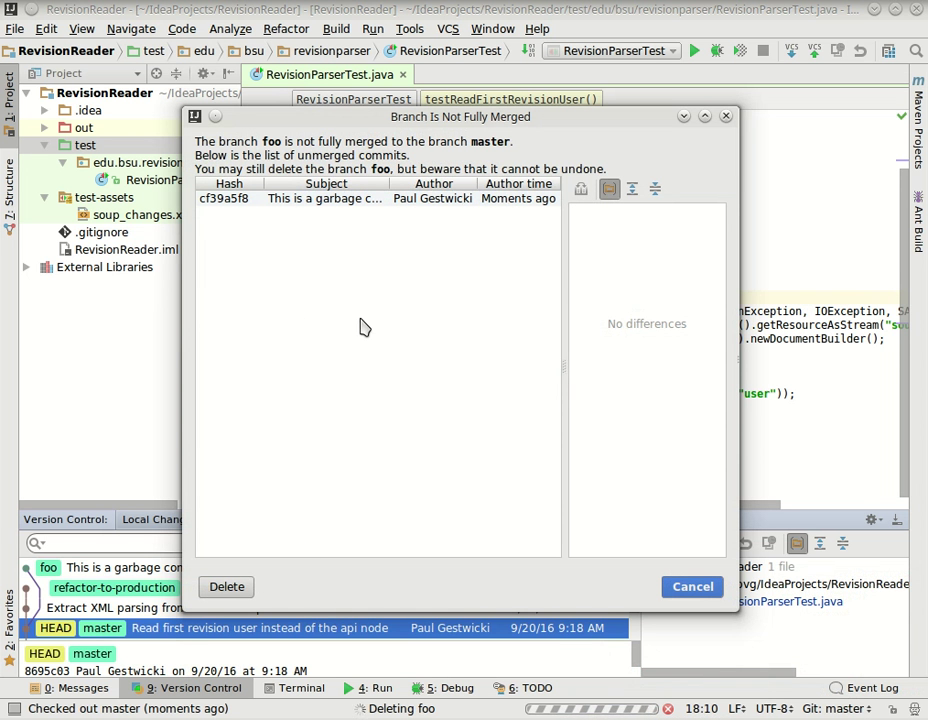 RevisionReader - [~/IdeaProjects/RevisionReader] - [RevisionReader] - ~/IdeaProjects/RevisionReader/test/edu/bsu/revisionparser/RevisionParserTest.java - I...
File Edit View Navigate Code Analyze Refactor Build Run Tools VCS Window Help
RevisionReader test edu bsu revisionparser RevisionParserTest RevisionParserTest VCS VCS
Project RevisionParserTest.java ×
RevisionParserTest testReadFirstRevisionUser()
1: Project
7: Structure
2: Favorites
Maven Projects
Ant Build
RevisionReader ~/IdeaProjects/
.idea
out
test
edu.bsu.revision
RevisionPa
test-assets
soup_changes.x
.gitignore
RevisionReader.iml
External Libraries
Branch Is Not Fully Merged
The branch foo is not fully merged to the branch master.
Below is the list of unmerged commits.
You may still delete the branch foo, but beware that it cannot be undone.
Hash Subject Author Author time
cf39a5f8 This is a garbage c... Paul Gestwicki Moments ago
No differences
Delete Cancel
nException, IOException, SA
().getResourceAsStream("sou
).newDocumentBuilder();
"user"));
Version Control: Local Chang
foo This is a garbage con
refactor-to-production
Extract XML parsing from
HEAD master Read first revision user instead of the api node Paul Gestwicki 9/20/16 9:18 AM
HEAD master
8695c03 Paul Gestwicki on 9/20/16 at 9:18 AM
ader 1 file
vg/IdeaProjects/RevisionReade
sionParserTest.java
0: Messages 9: Version Control Terminal 4: Run 5: Debug 6: TODO Event Log
Checked out master (moments ago) Deleting foo 18:10 LF÷ UTF-8÷ Git: master÷